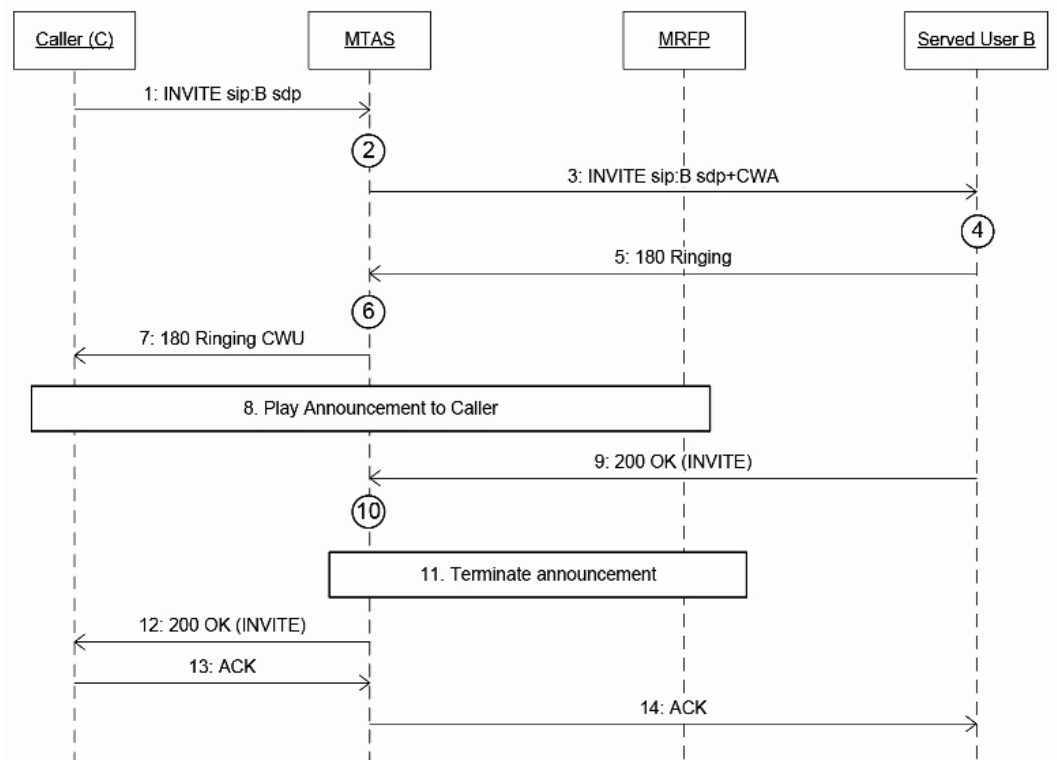 Caller (C)
MTAS
MRFP
Served User B
1: INVITE sip:B sdp
2
3: INVITE sip:B sdp+CWA
4
5: 180 Ringing
6
7: 180 Ringing CWU
8. Play Announcement to Caller
9: 200 OK (INVITE)
10
11. Terminate announcement
12: 200 OK (INVITE)
13: ACK
14: ACK